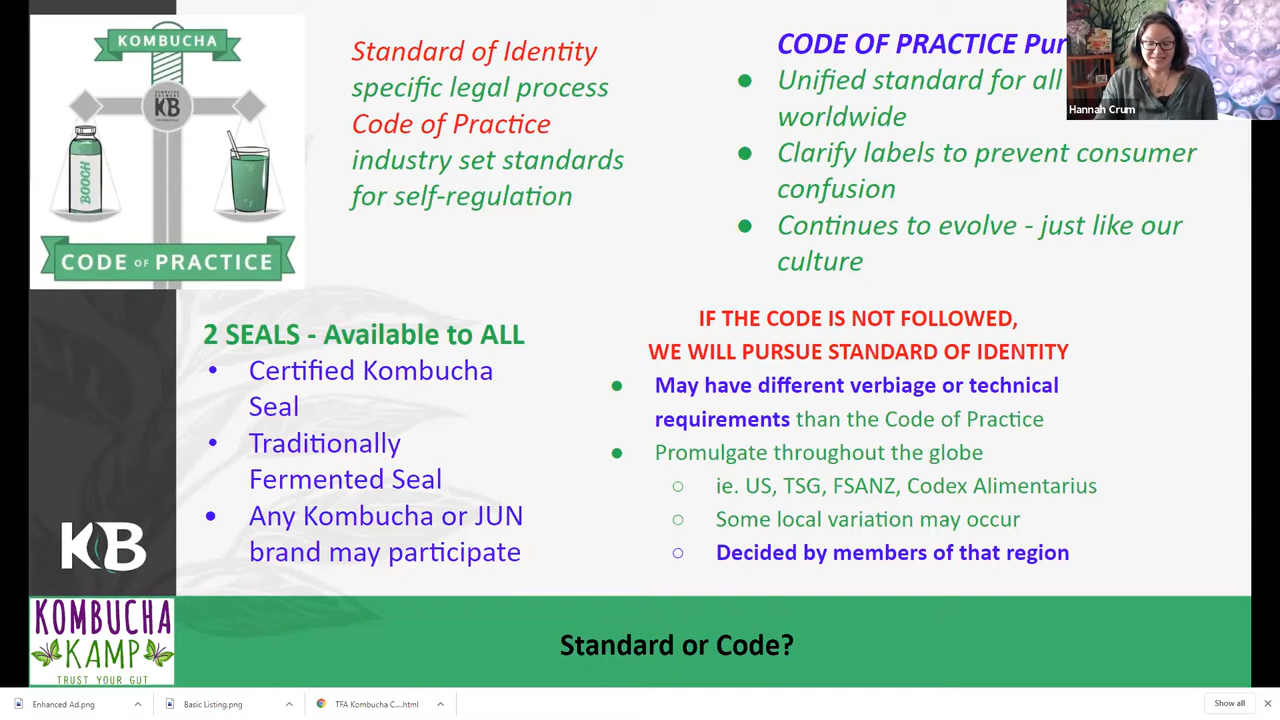 KOMBUCHA
KB
BOOCH
CODE OF PRACTICE
Standard of Identity
specific legal process
Code of Practice
industry set standards
for self-regulation
CODE OF PRACTICE Pur
● Unified standard for all
worldwide
● Clarify labels to prevent consumer
confusion
● Continues to evolve - just like our
culture
Hannah Crum
2 SEALS - Available to ALL
• Certified Kombucha
Seal
• Traditionally
Fermented Seal
• Any Kombucha or JUN
brand may participate
IF THE CODE IS NOT FOLLOWED,
WE WILL PURSUE STANDARD OF IDENTITY
● May have different verbiage or technical
requirements than the Code of Practice
● Promulgate throughout the globe
○ ie. US, TSG, FSANZ, Codex Alimentarius
○ Some local variation may occur
○ Decided by members of that region
KB
KOMBUCHA
KAMP
TRUST YOUR GUT
Standard or Code?
Enhanced Ad.png
Basic Listing.png
TFA Kombucha C....html
Show all